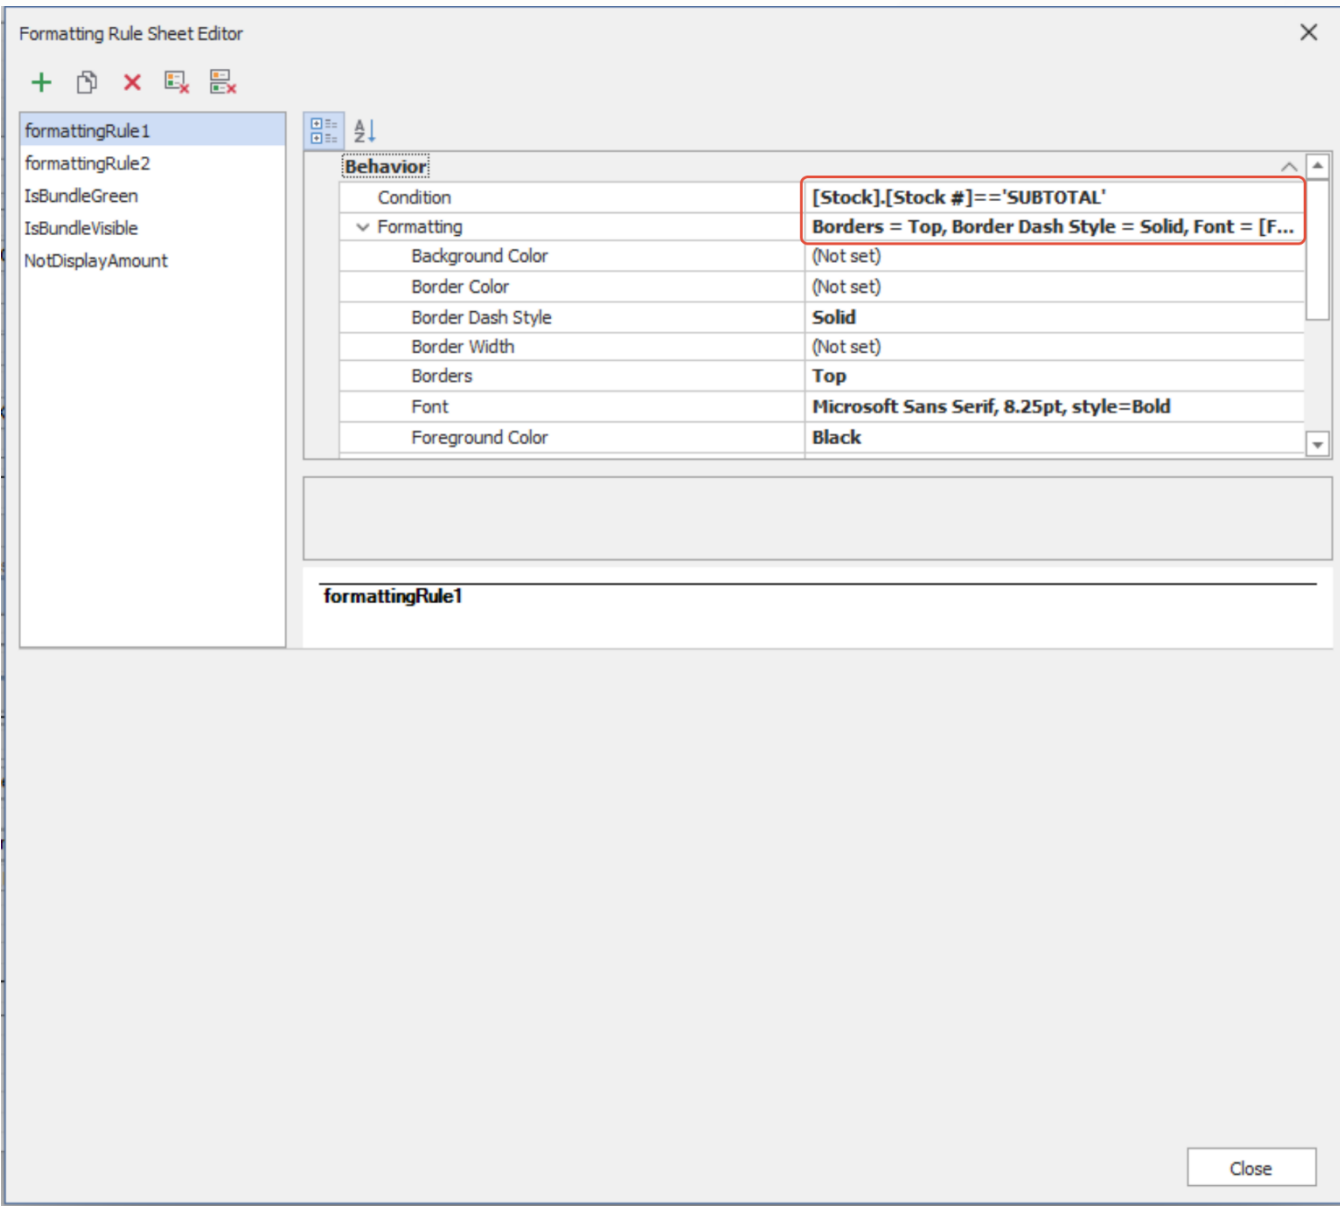 Formatting Rule Sheet Editor
formattingRule1
formattingRule2
IsBundleGreen
IsBundleVisible
NotDisplayAmount
Behavior
Condition [Stock].[Stock #]=='SUBTOTAL'
Formatting Borders = Top, Border Dash Style = Solid, Font = [F...
Background Color (Not set)
Border Color (Not set)
Border Dash Style Solid
Border Width (Not set)
Borders Top
Font Microsoft Sans Serif, 8.25pt, style=Bold
Foreground Color Black
formattingRule1
Close